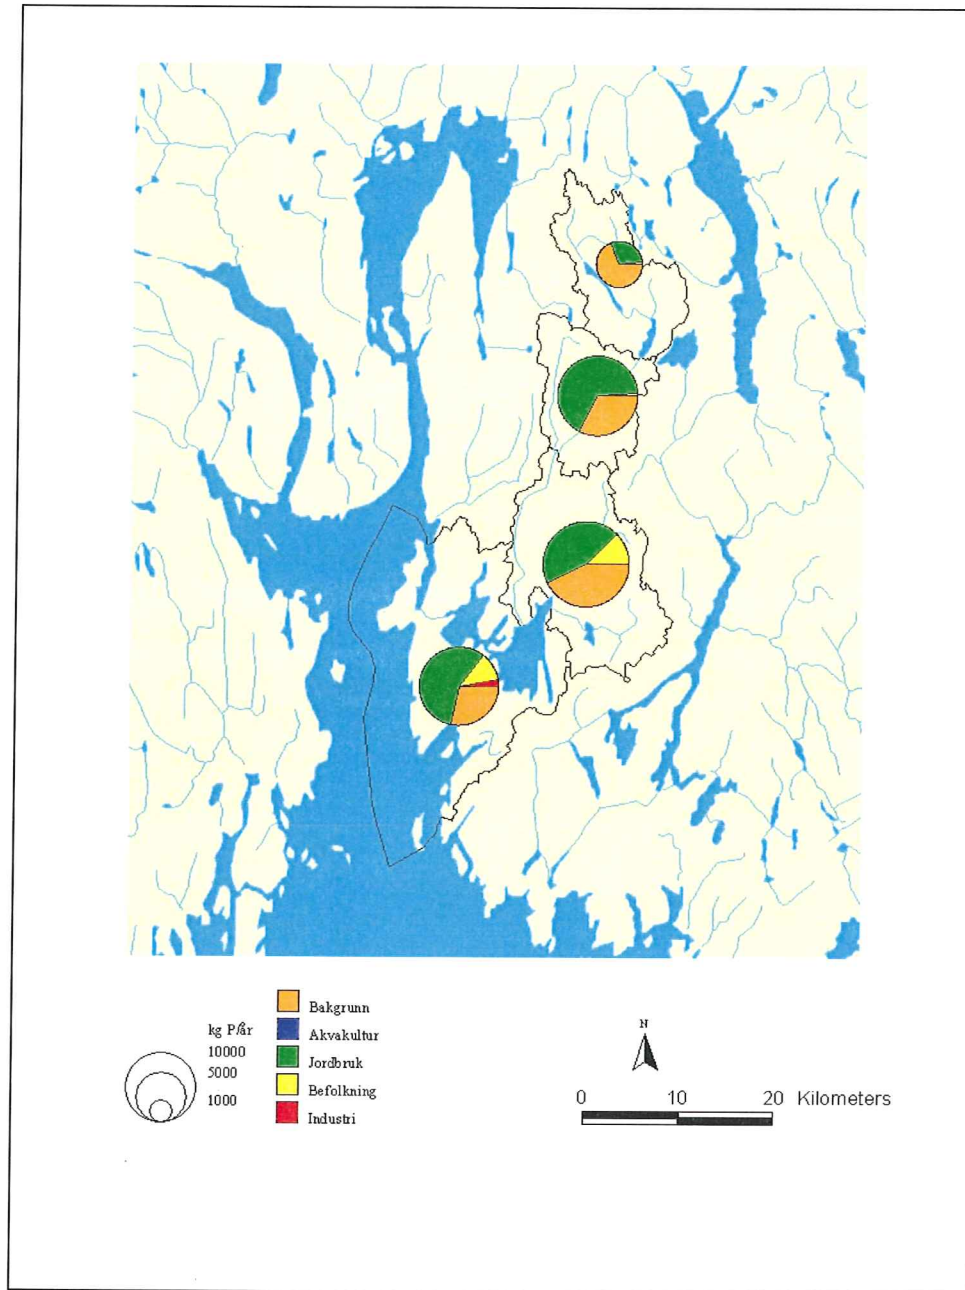 kg P/år
10000
5000
1000
Bakgrunn
Akvakultur
Jordbruk
Befolkning
Industri
N
0 10 20 Kilometers